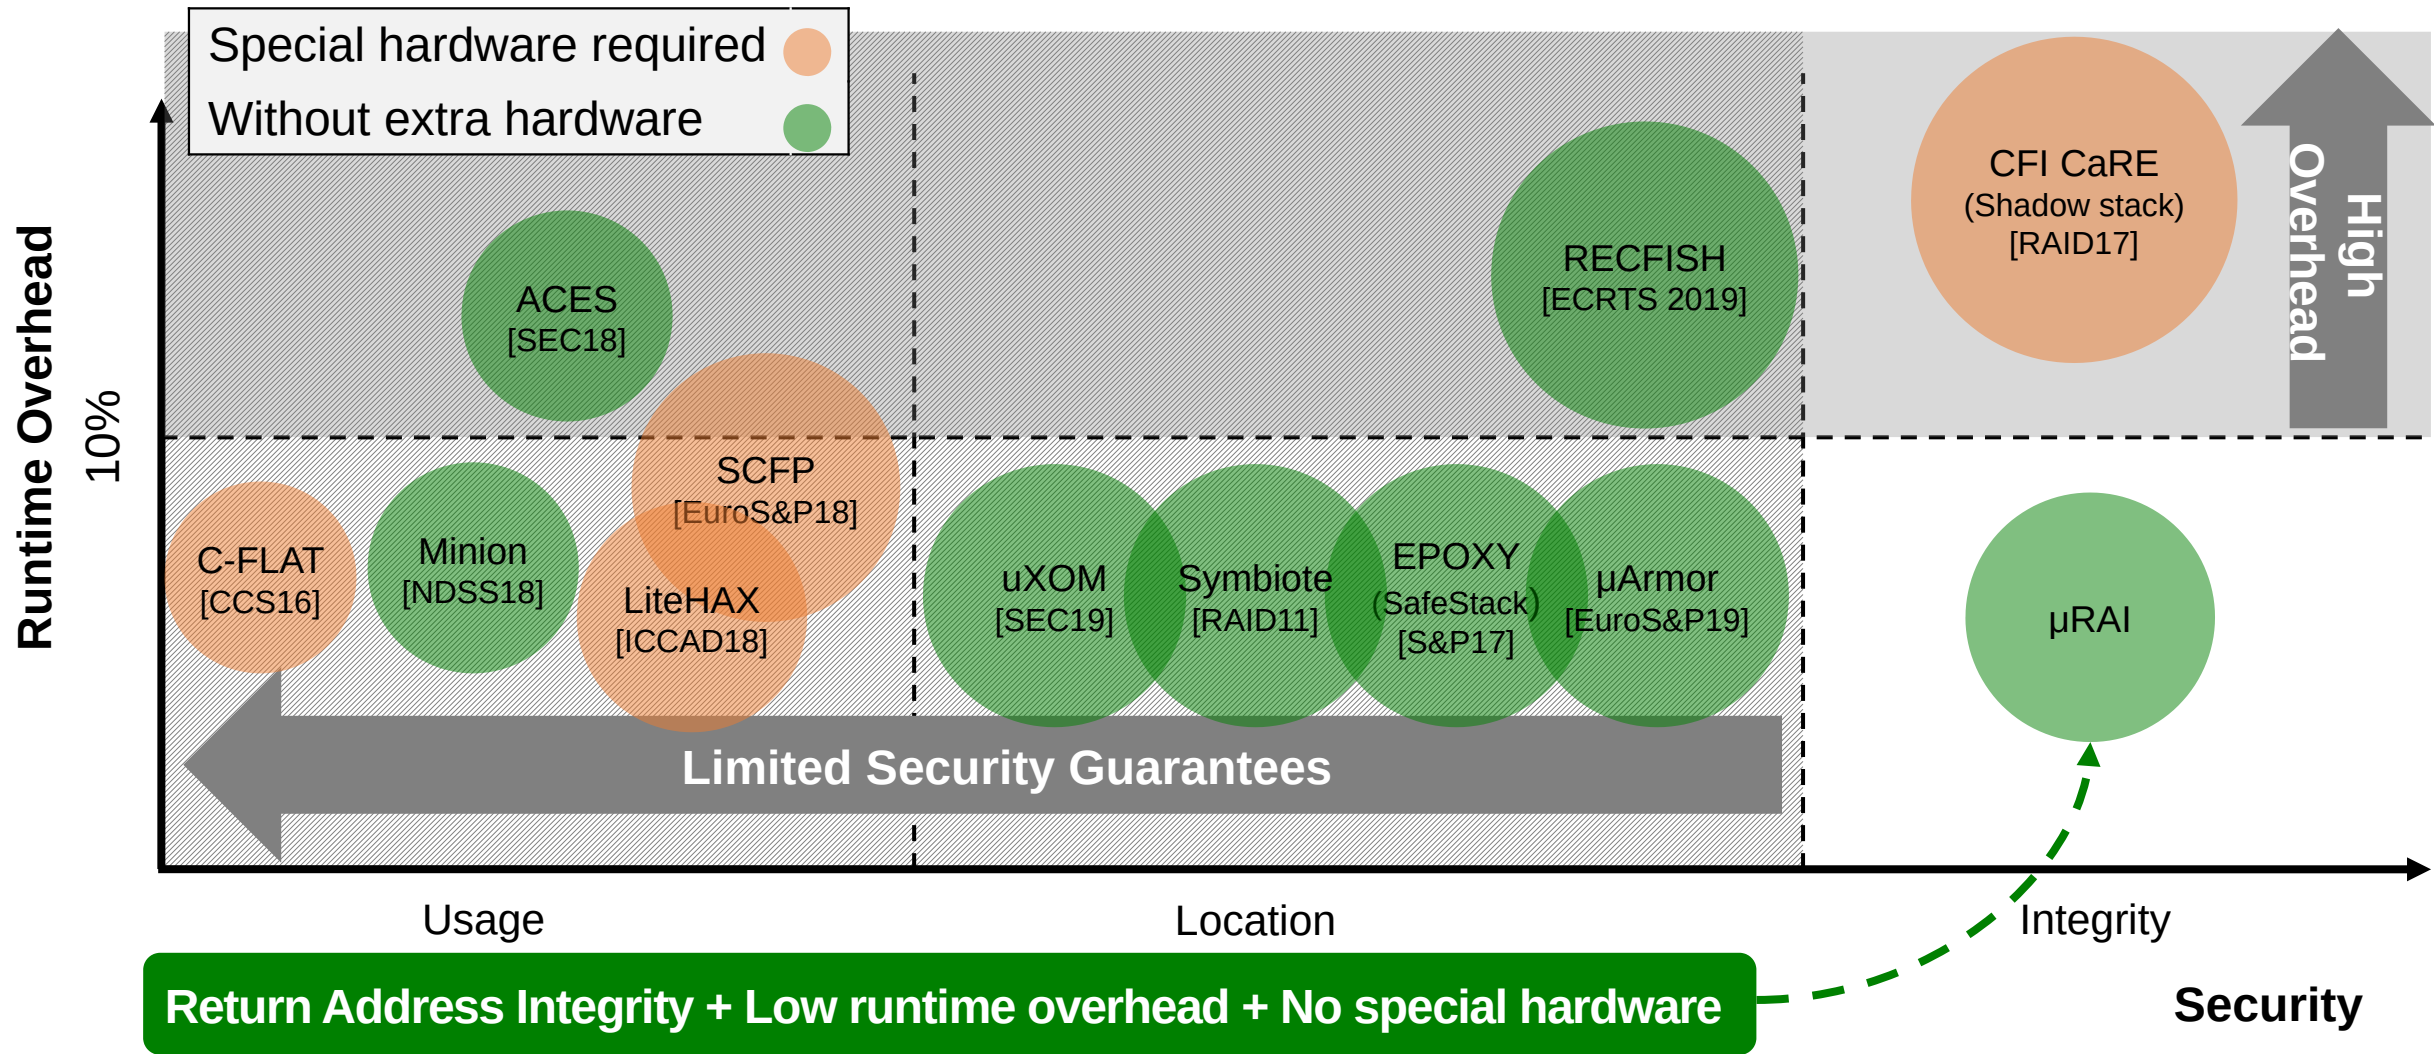 Special hardware required
Without extra hardware
Runtime Overhead
10%
High
Overhead
CFI CaRE
(Shadow stack)
[RAID17]
RECFISH
[ECRTS 2019]
ACES
[SEC18]
SCFP
[EuroS&P18]
C-FLAT
[CCS16]
Minion
[NDSS18]
LiteHAX
[ICCAD18]
uXOM
[SEC19]
Symbiote
[RAID11]
EPOXY
(SafeStack)
[S&P17]
μArmor
[EuroS&P19]
μRAI
Limited Security Guarantees
Usage
Location
Integrity
Return Address Integrity + Low runtime overhead + No special hardware
Security